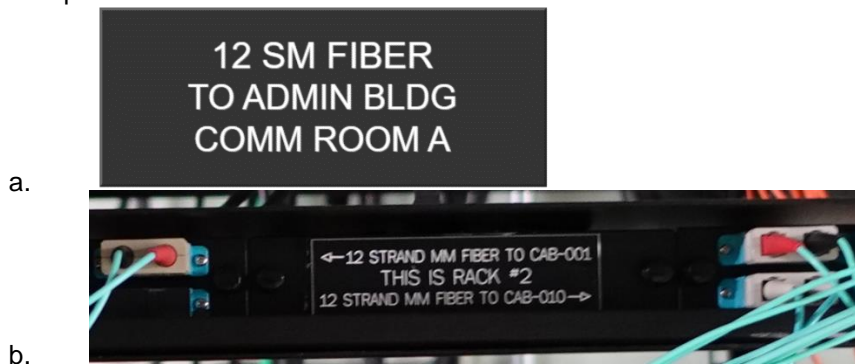 12 SM FIBER
TO ADMIN BLDG
COMM ROOM A
a.
←12 STRAND MM FIBER TO CAB-001
THIS IS RACK #2
12 STRAND MM FIBER TO CAB-010→
b.